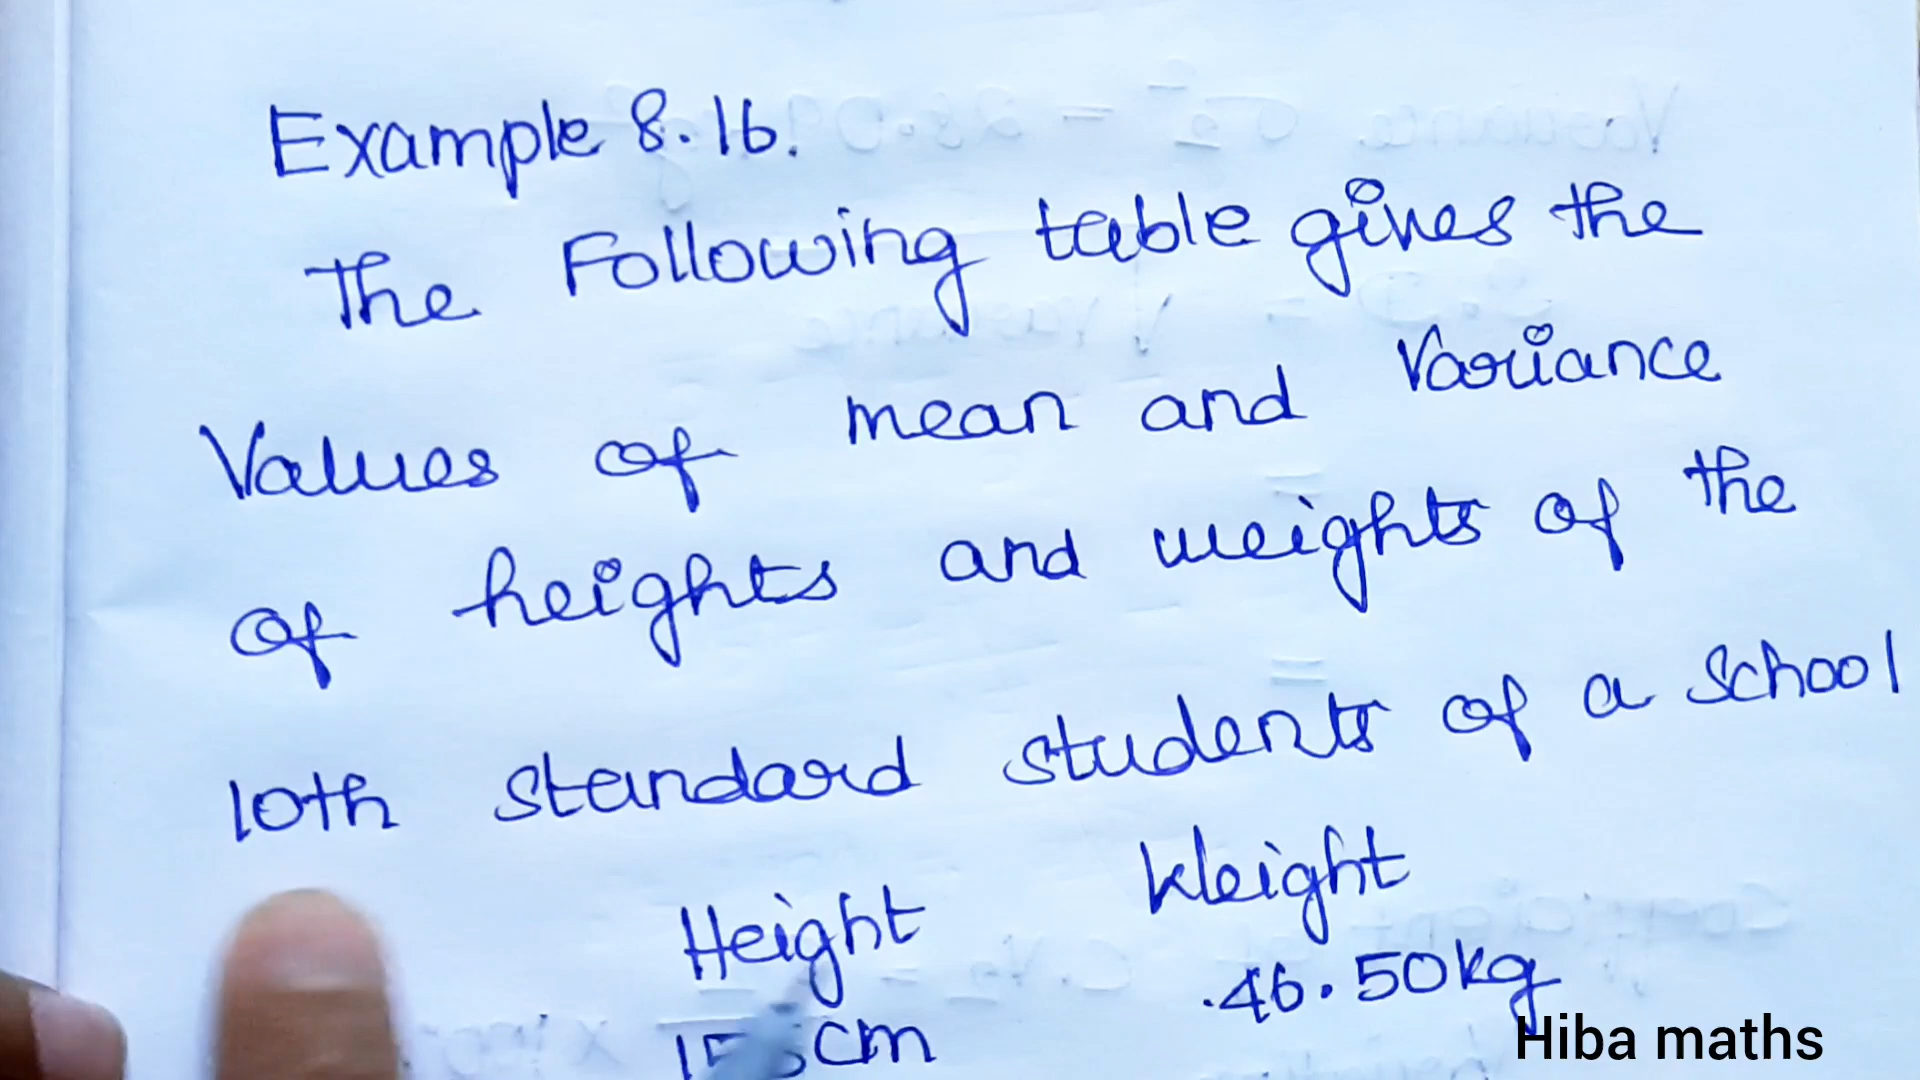 Example 8.16.
The Following table gives the
Values of mean and Variance
of heights and weights of the
10th standard students of a school
Height Weight
cm .46.50kg
Hiba maths